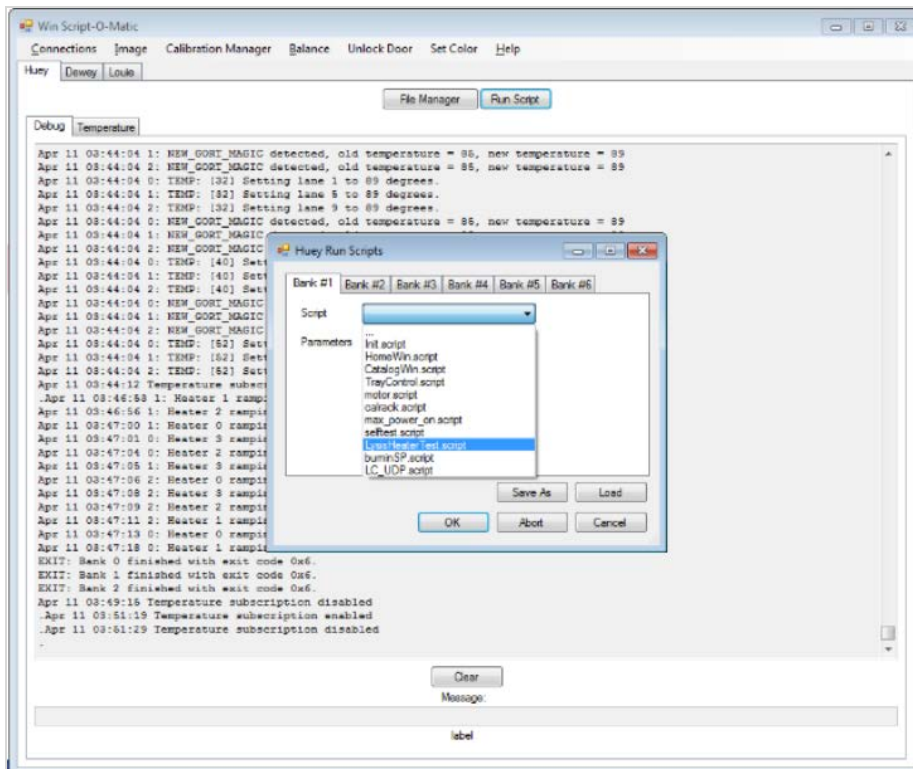 Win Script-O-Matic
Connections Image Calibration Manager Balance Unlock Door Set Color Help
Huey Dewey Louie
File Manager Run Script
Debug Temperature
Apr 11 03:44:04 1: NEW_GORT_MAGIC detected, old temperature = 85, new temperature = 89
Apr 11 03:44:04 2: NEW_GORT_MAGIC detected, old temperature = 85, new temperature = 89
Apr 11 03:44:04 0: TEMP: [32] Setting lane 1 to 89 degrees.
Apr 11 03:44:04 1: TEMP: [32] Setting lane 5 to 89 degrees.
Apr 11 03:44:04 2: TEMP: [32] Setting lane 9 to 89 degrees.
Apr 11 03:44:04 0: NEW_GORT_MAGIC detected, old temperature = 85, new temperature = 89
Apr 11 03:44:04 1: NEW_GORT_MAGIC
Apr 11 03:44:04 2: NEW_GORT_MAGIC
Apr 11 03:44:04 0: TEMP: [40] Sett
Apr 11 03:44:04 1: TEMP: [40] Sett
Apr 11 03:44:04 2: TEMP: [40] Sett
Apr 11 03:44:04 0: NEW_GORT_MAGIC
Apr 11 03:44:04 1: NEW_GORT_MAGIC
Apr 11 03:44:04 2: NEW_GORT_MAGIC
Apr 11 03:44:04 0: TEMP: [52] Sett
Apr 11 03:44:04 1: TEMP: [52] Sett
Apr 11 03:44:04 2: TEMP: [52] Sett
Apr 11 03:44:12 Temperature subscr
.Apr 11 03:46:53 1: Heater 1 rampi
Apr 11 03:46:56 1: Heater 2 rampin
Apr 11 03:47:00 1: Heater 0 rampin
Apr 11 03:47:01 0: Heater 3 rampin
Apr 11 03:47:04 0: Heater 2 rampin
Apr 11 03:47:05 1: Heater 3 rampin
Apr 11 03:47:06 2: Heater 0 rampin
Apr 11 03:47:08 2: Heater 3 rampin
Apr 11 03:47:09 2: Heater 2 rampin
Apr 11 03:47:11 2: Heater 1 rampin
Apr 11 03:47:13 0: Heater 0 rampin
Apr 11 03:47:18 0: Heater 1 rampin
EXIT: Bank 0 finished with exit code 0x6.
EXIT: Bank 1 finished with exit code 0x6.
EXIT: Bank 2 finished with exit code 0x6.
Apr 11 03:49:15 Temperature subscription disabled
.Apr 11 03:51:19 Temperature subscription enabled
.Apr 11 03:51:29 Temperature subscription disabled
.
Huey Run Scripts
Bank #1 Bank #2 Bank #3 Bank #4 Bank #5 Bank #6
Script
Parameters
...
Init.script
HomeWin.script
CatalogWin.script
TrayControl.script
motor.script
calrack.script
max_power_on.script
selftest.script
LysisHeaterTest.script
burninSP.script
LC_UDP.script
Save As Load
OK Abort Cancel
Clear
Message:
label